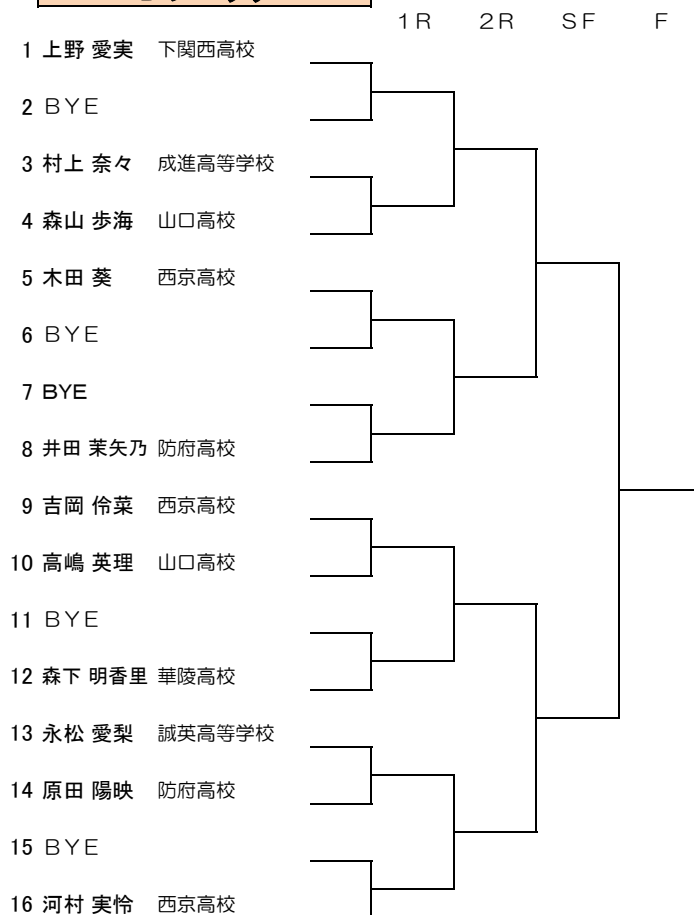 １R ２R ＳＦ Ｆ
1 上野 愛実 下関西高校
2 ＢＹＥ
3 村上 奈々 成進高等学校
4 森山 歩海 山口高校
5 木田 葵 西京高校
6 ＢＹＥ
7 BYE
8 井田 茉矢乃 防府高校
9 吉岡 伶菜 西京高校
10 高嶋 英理 山口高校
11 ＢＹＥ
12 森下 明香里 華陵高校
13 永松 愛梨 誠英高等学校
14 原田 陽映 防府高校
15 ＢＹＥ
16 河村 実怜 西京高校